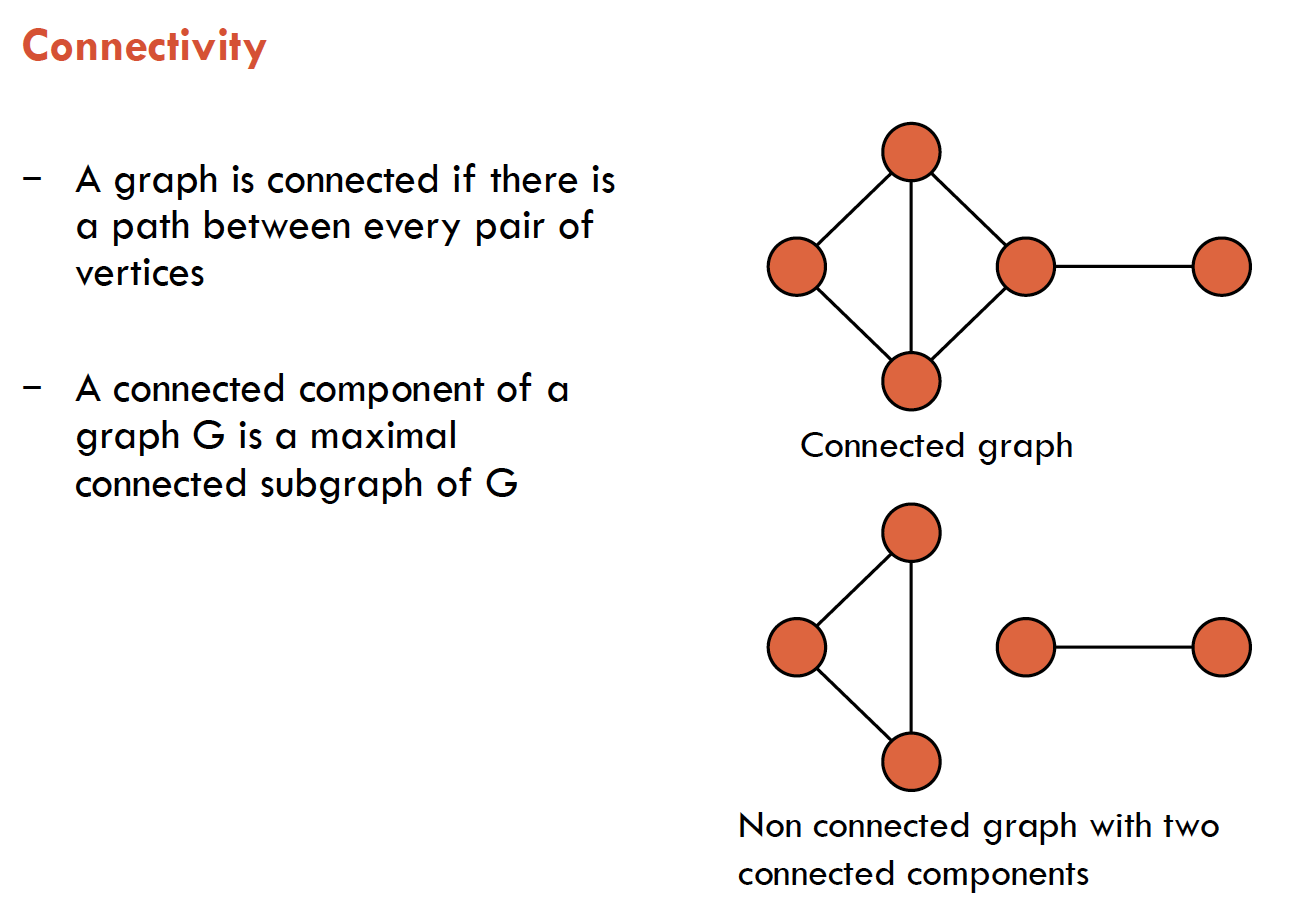 Connectivity
– A graph is connected if there is
a path between every pair of
vertices
– A connected component of a
graph G is a maximal
connected subgraph of G
Connected graph
Non connected graph with two
connected components